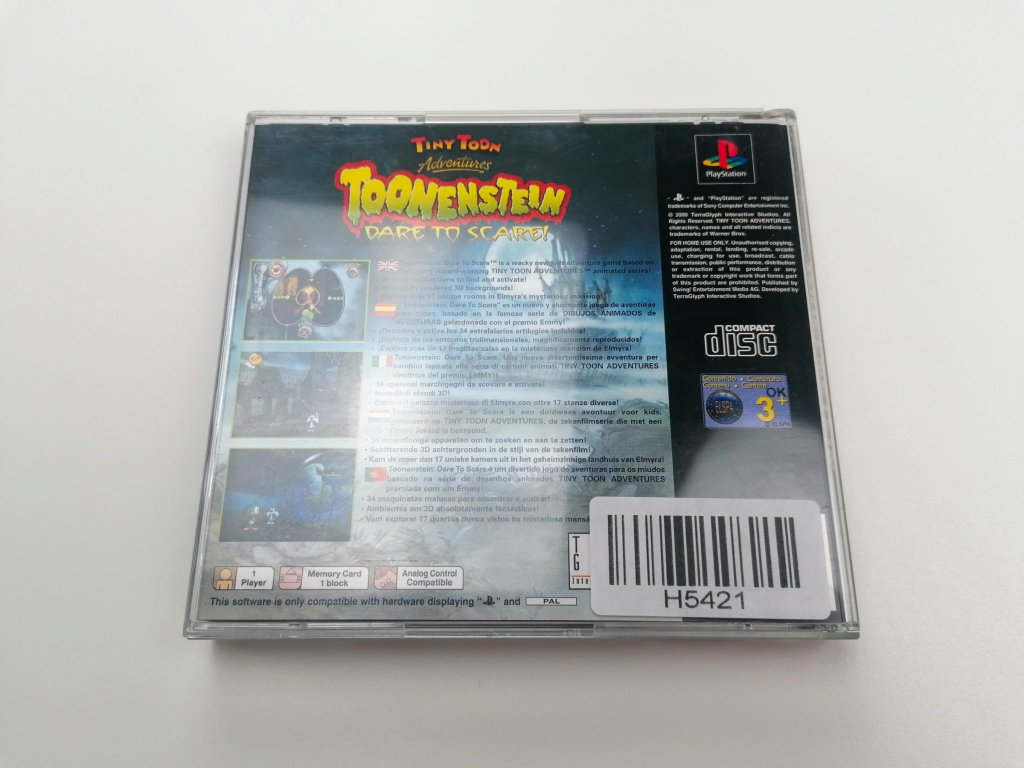 TINY TOON
Adventures
TOONENSTEIN
DARE TO SCARE!
Dare To Scare™ is a wacky new kids adventure game based on
award-winning TINY TOON ADVENTURES™ animated series!
to find and activate!
rendered 3D backgrounds!
over 17 unique rooms in Elmyra's mysterious mansion!
Toonenstein: Dare To Scare" es un nuevo y alucinante juego de aventuras
para niños, basado en la famosa serie de DIBUJOS ANIMADOS de
AVENTURAS galardonada con el premio Emmy!
• ¡Descubre y activa los 34 estrafalarios artilugios incluidos!
• ¡Disfruta de los entornos tridimensionales, magníficamente reproducidos!
• ¡Explora más de 17 insólitas salas en la misteriosa mansión de Elmyra!
Toonenstein: Dare To Scare. Una nuova divertentissima avventura per
bambini ispirata alla serie di cartoni animati TINY TOON ADVENTURES
vincitrice del premio EMMY!!
• 34 spassosi marchigegni da scovare e attivare!
• Incredibili sfondi 3D!
• Esplora il palazzo misterioso di Elmyra con oltre 17 stanze diverse!
Toonenstein: Dare To Scare is een doldwaas avontuur voor kids,
gebaseerd op TINY TOON ADVENTURES, de tekenfilmserie die met een
Emmy Award is bekroond.
• 34 waanzinnige apparaten om te zoeken en aan te zetten!
• Schitterende 3D achtergronden in de stijl van de tekenfilm!
• Kam de meer dan 17 unieke kamers uit in het geheimzinnige landhuis van Elmyra!
Toonenstein: Dare To Scare é um divertido jogo de aventuras para os miúdos
baseado na série de desenhos animados TINY TOON ADVENTURES
premiada com um Emmy!
• 34 maquinetas malucas para encontrar e activar!
• Ambientes em 3D absolutamente fantásticos!
• Vem explorar 17 quartos nunca vistos na misteriosa
1
Player
Memory Card
1 block
Analog Control
Compatible
This software is only compatible with hardware displaying " " and PAL
PlayStation
" " and "PlayStation" are registered
trademarks of Sony Computer Entertainment Inc.
© 2000 TerraGlyph Interactive Studios. All
Rights Reserved. TINY TOON ADVENTURES,
characters, names and all related indicia are
trademarks of Warner Bros.
FOR HOME USE ONLY. Unauthorised copying,
adaptation, rental, lending, re-sale, arcade
use, charging for use, broadcast, cable
transmission, public performance, distribution
or extraction of this product or any
trademark or copyright work that forms part
of this product are prohibited. Published by
Swing! Entertainment Media AG. Developed by
TerraGlyph Interactive Studios.
COMPACT
disc
ELSPA
OK
3+
© ELSPA
T
G
H5421